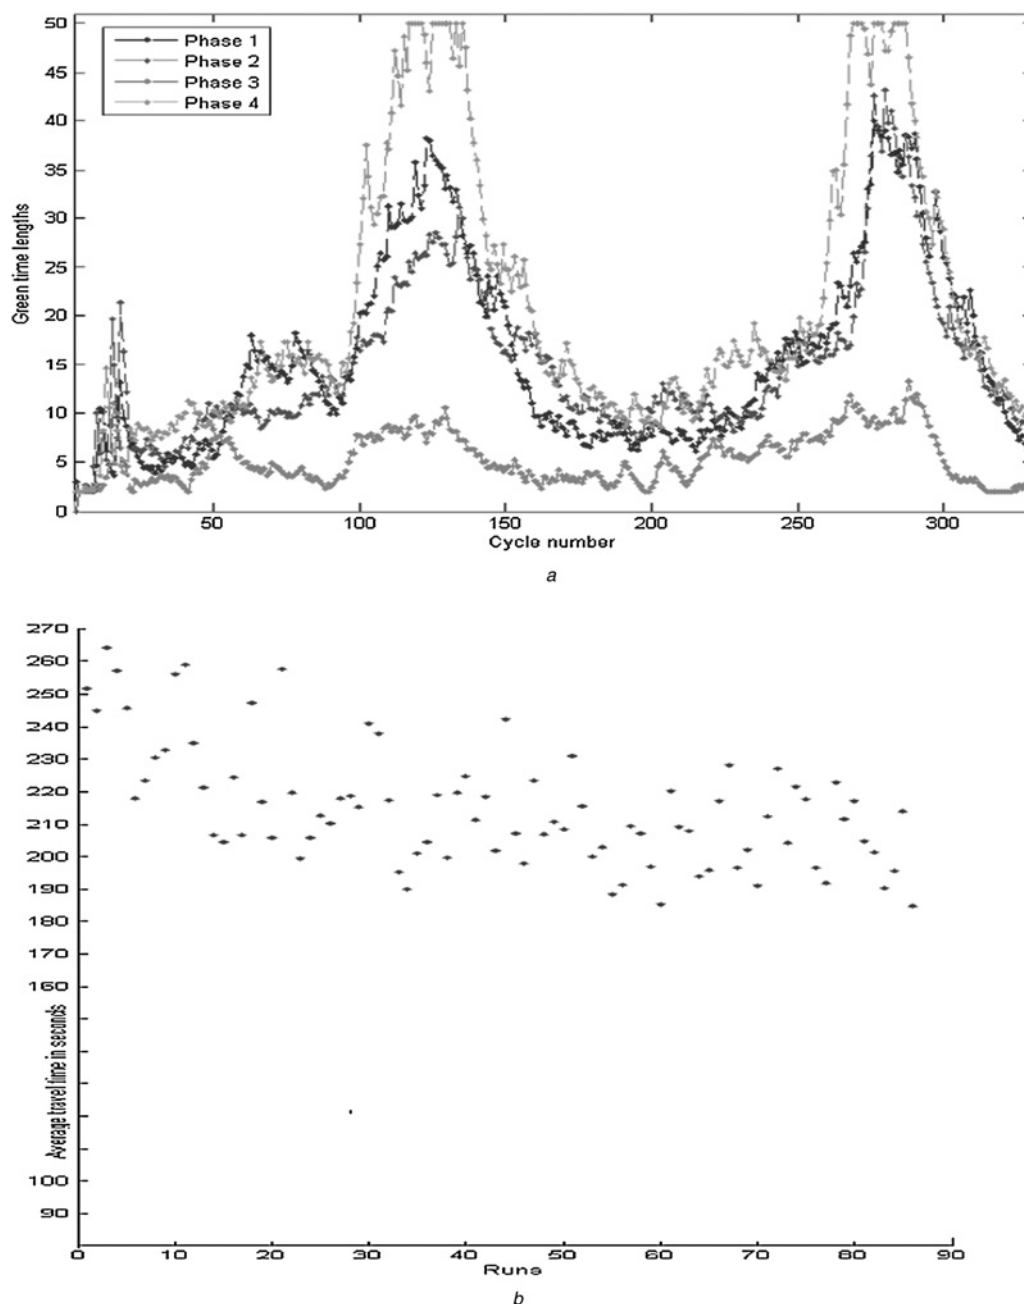 50
45
40
35
30
25
20
15
10
5
0
Green time lengths
Phase 1
Phase 2
Phase 3
Phase 4
50 100 150 200 250 300
Cycle number
a
270
260
250
240
230
220
210
200
190
180
170
160
100
90
Average travel time in seconds
0 10 20 30 40 50 60 70 80 90
Runs
b